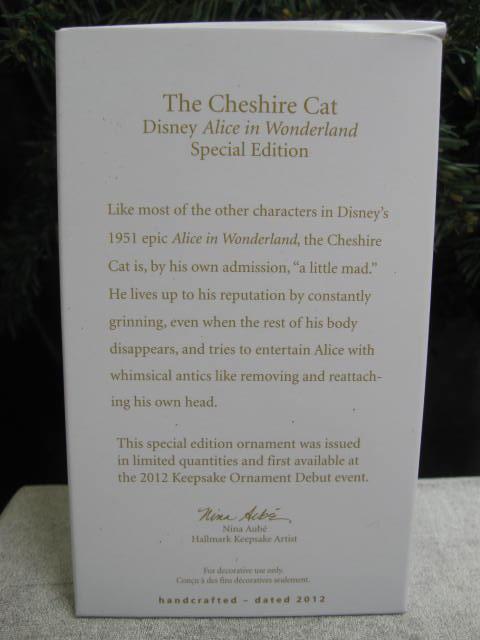 The Cheshire Cat
Disney Alice in Wonderland
Special Edition
Like most of the other characters in Disney's
1951 epic Alice in Wonderland, the Cheshire
Cat is, by his own admission, "a little mad."
He lives up to his reputation by constantly
grinning, even when the rest of his body
disappears, and tries to entertain Alice with
whimsical antics like removing and reattach-
ing his own head.
This special edition ornament was issued
in limited quantities and first available at
the 2012 Keepsake Ornament Debut event.
Nina Aubé
Nina Aubé
Hallmark Keepsake Artist
For decorative use only.
Conçu à des fins décoratives seulement.
handcrafted – dated 2012